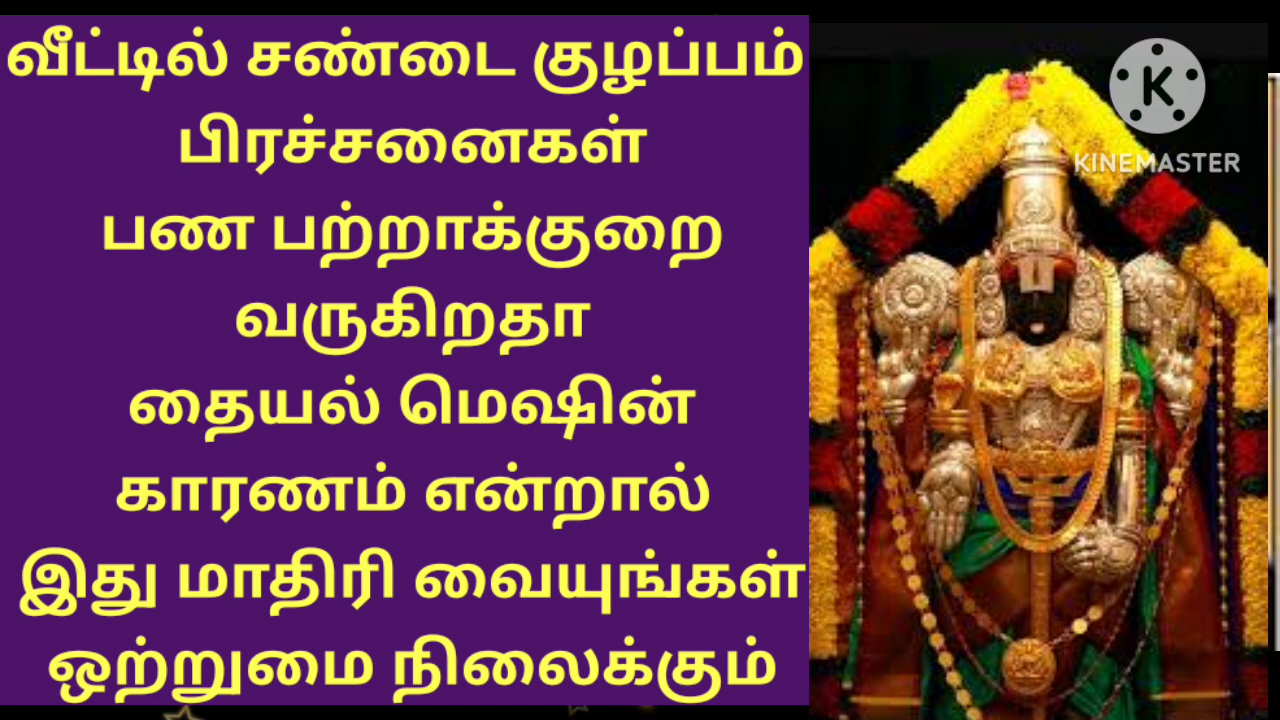 வீட்டில் சண்டை குழப்பம்
பிரச்சனைகள்
பண பற்றாக்குறை
வருகிறதா
தையல் மெஷின்
காரணம் என்றால்
இது மாதிரி வையுங்கள்
ஒற்றுமை நிலைக்கும்
K
KINEMASTER